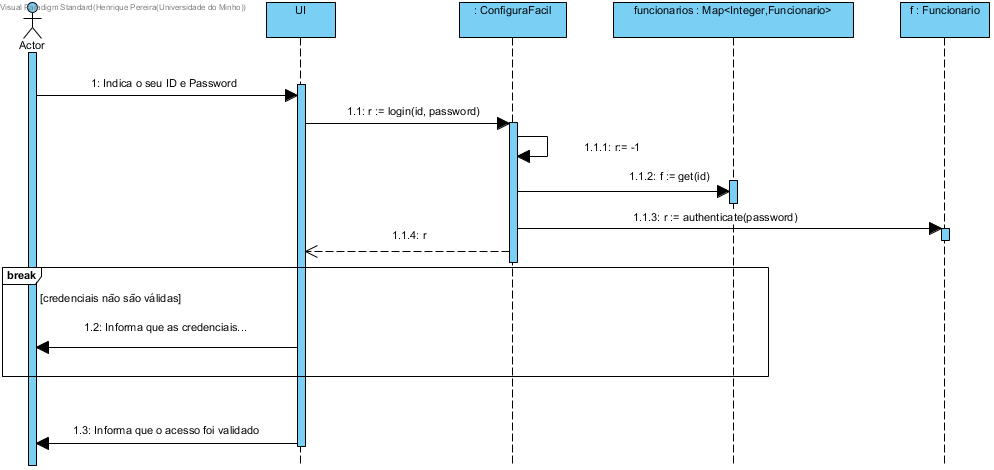 Visual Paradigm Standard(Henrique Pereira(Universidade do Minho))
UI
: ConfiguraFacil
funcionarios : Map<Integer,Funcionario>
f : Funcionario
Actor
1: Indica o seu ID e Password
1.1: r := login(id, password)
1.1.1: r:= -1
1.1.2: f := get(id)
1.1.3: r := authenticate(password)
1.1.4: r
break
[credenciais não são válidas]
1.2: Informa que as credenciais...
1.3: Informa que o acesso foi validado